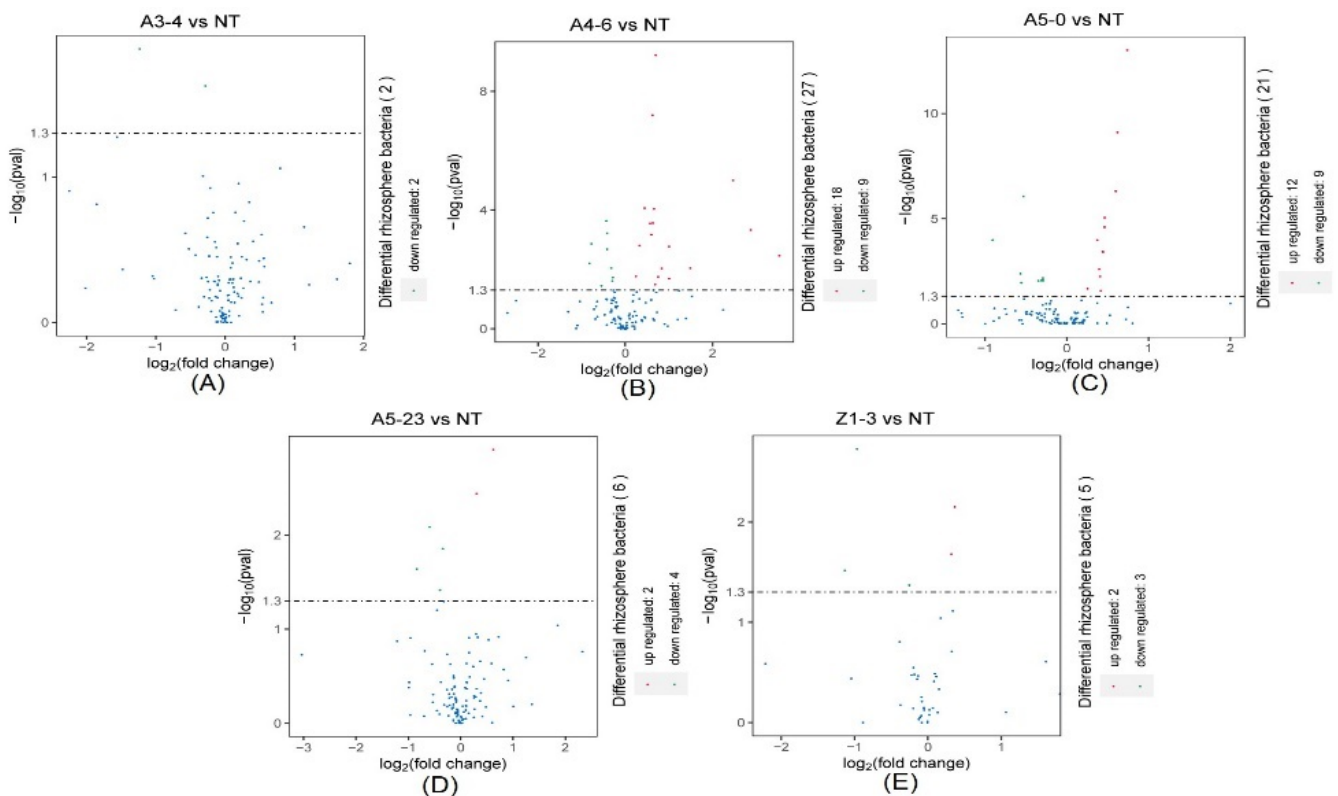 A3-4 vs NT
−log10(pval)
1.3
1
0
−2
−1
0
1
2
log2(fold change)
(A)
Differential rhizosphere bacteria ( 2 )
down regulated: 2
A4-6 vs NT
−log10(pval)
8
4
1.3
0
−2
0
2
log2(fold change)
(B)
Differential rhizosphere bacteria ( 27 )
up regulated: 18
down regulated: 9
A5-0 vs NT
−log10(pval)
10
5
1.3
0
−1
0
1
2
log2(fold change)
(C)
Differential rhizosphere bacteria ( 21 )
up regulated: 12
down regulated: 9
A5-23 vs NT
−log10(pval)
2
1.3
1
0
−3
−2
−1
0
1
2
log2(fold change)
(D)
Differential rhizosphere bacteria ( 6 )
up regulated: 2
down regulated: 4
Z1-3 vs NT
−log10(pval)
2
1.3
1
0
−2
−1
0
1
log2(fold change)
(E)
Differential rhizosphere bacteria ( 5 )
up regulated: 2
down regulated: 3